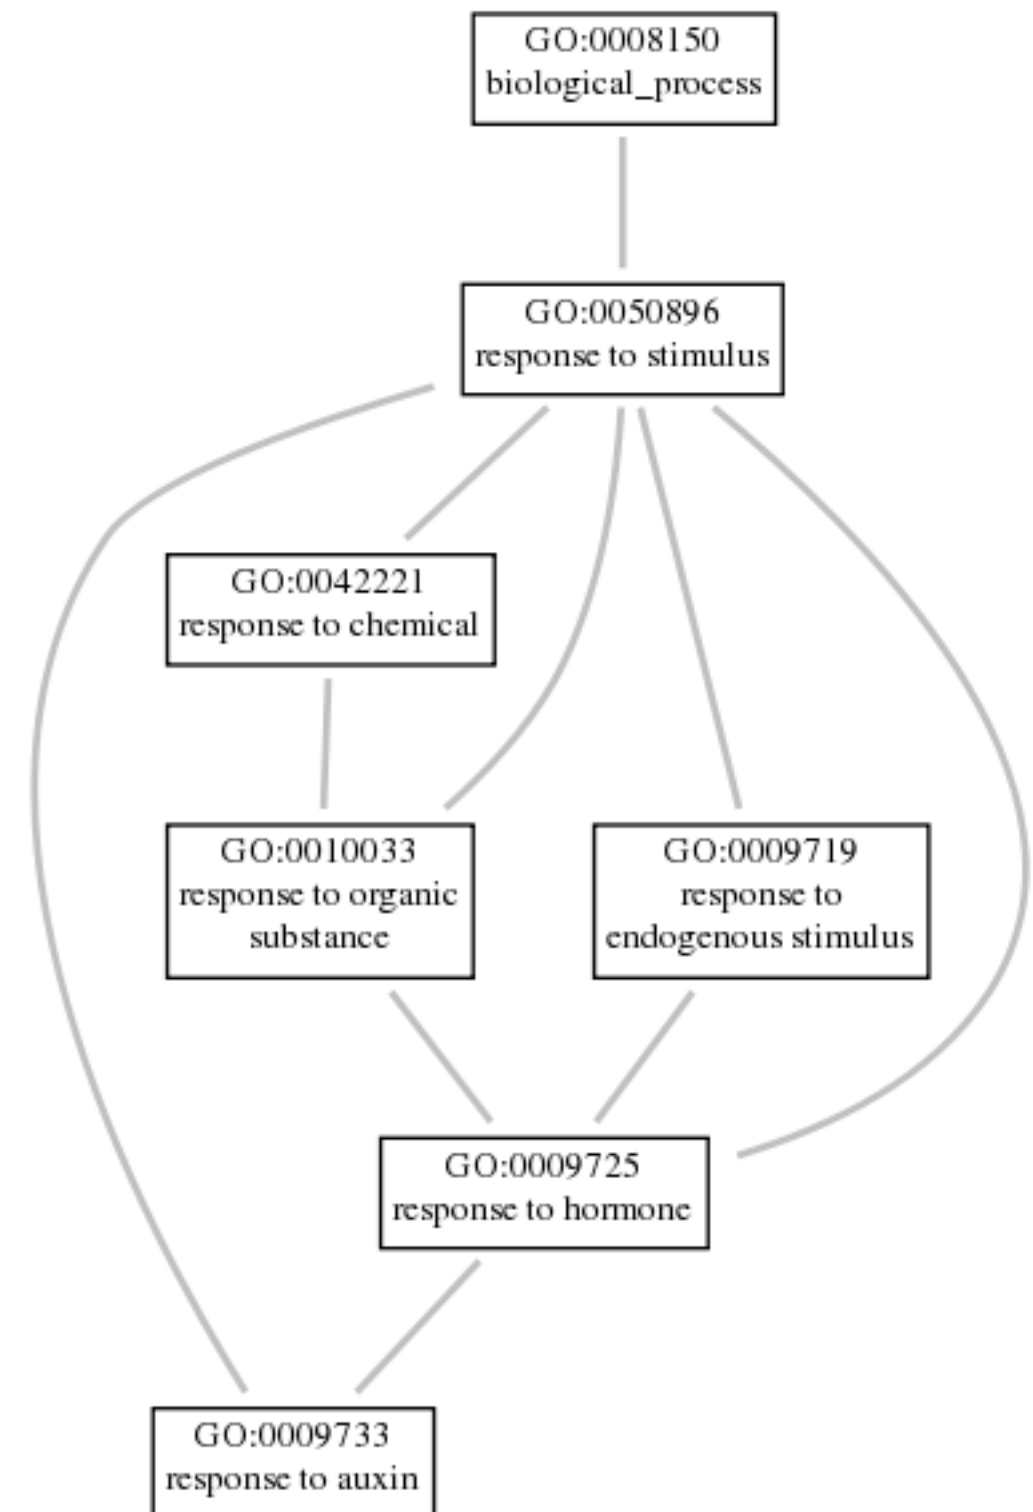 GO:0008150
biological_process
GO:0050896
response to stimulus
GO:0042221
response to chemical
GO:0010033
response to organic
substance
GO:0009719
response to
endogenous stimulus
GO:0009725
response to hormone
GO:0009733
response to auxin